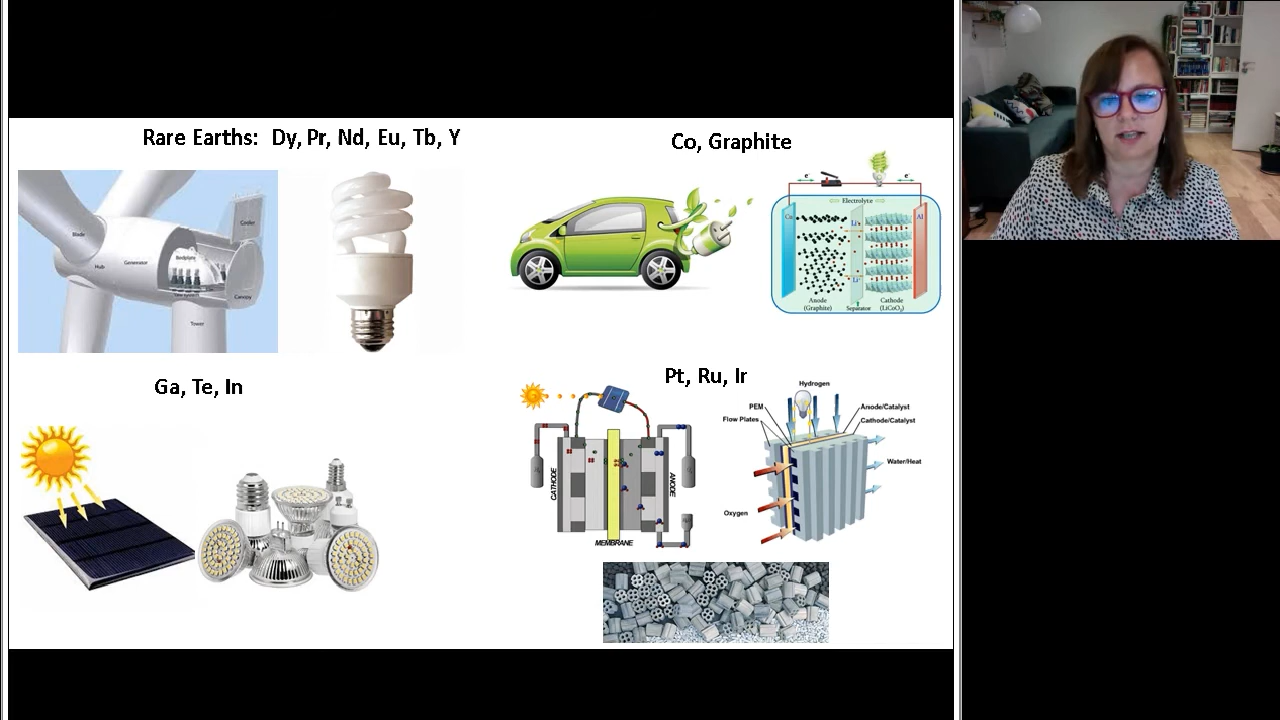 Rare Earths: Dy, Pr, Nd, Eu, Tb, Y
Cooler
Blade
Hub
Generator
Bedplate
Canopy
Tower
Co, Graphite
e⁻
e⁻
Electrolyte
Cu
Li⁺
Al
Li⁺
Anode
(Graphite)
Separator
Cathode
(LiCoO₂)
Ga, Te, In
Pt, Ru, Ir
CATHODE
ANODE
MEMBRANE
Hydrogen
PEM
Flow Plates
Anode/Catalyst
Cathode/Catalyst
Water/Heat
Oxygen